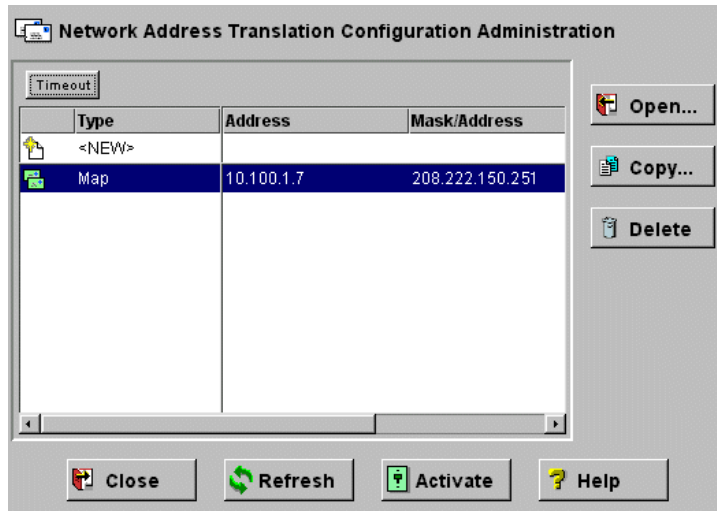 Network Address Translation Configuration Administration
Timeout
Type Address Mask/Address
<NEW>
Map 10.100.1.7 208.222.150.251
Open...
Copy...
Delete
Close Refresh Activate Help